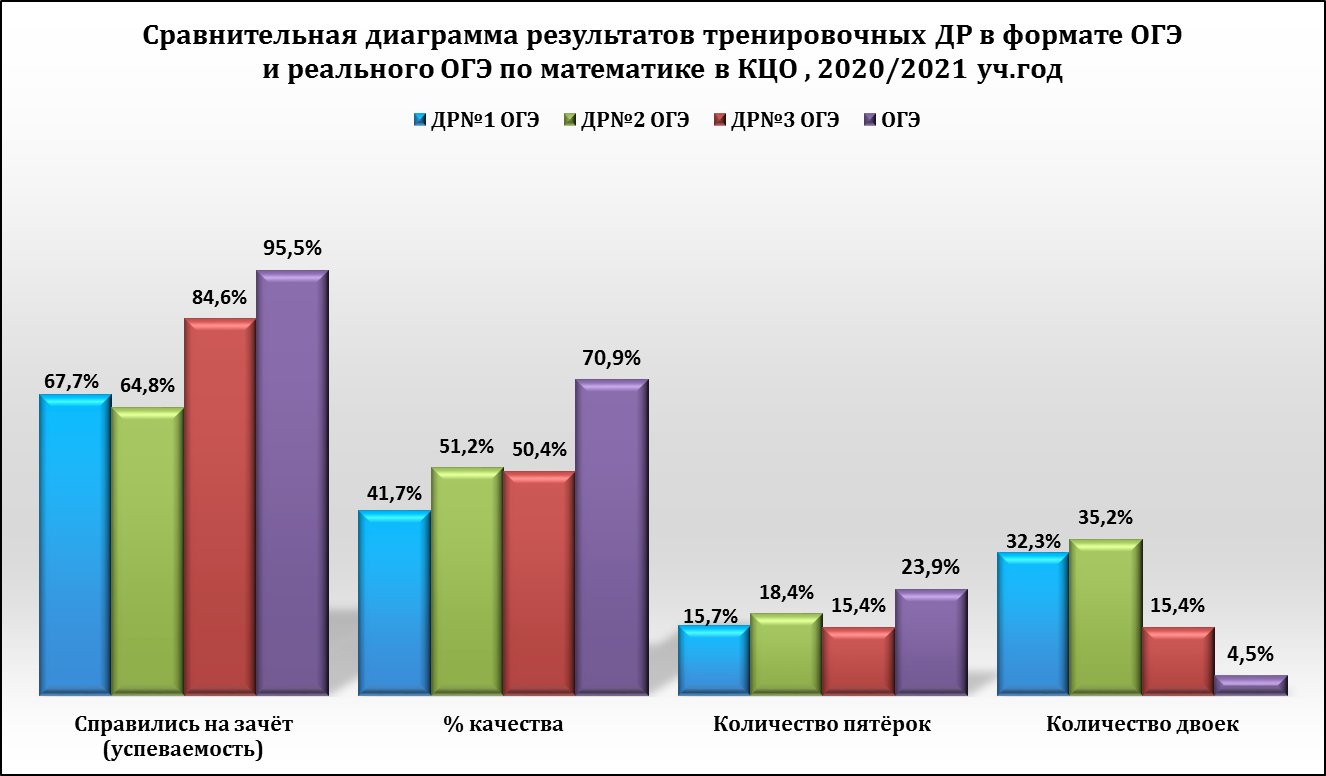 Сравнительная диаграмма результатов тренировочных ДР в формате ОГЭ
и реального ОГЭ по математике в КЦО , 2020/2021 уч.год
ДР№1 ОГЭ ДР№2 ОГЭ ДР№3 ОГЭ ОГЭ
67,7% 64,8% 84,6% 95,5%
41,7% 51,2% 50,4% 70,9%
15,7% 18,4% 15,4% 23,9%
32,3% 35,2% 15,4% 4,5%
Справились на зачёт
(успеваемость)
% качества
Количество пятёрок
Количество двоек